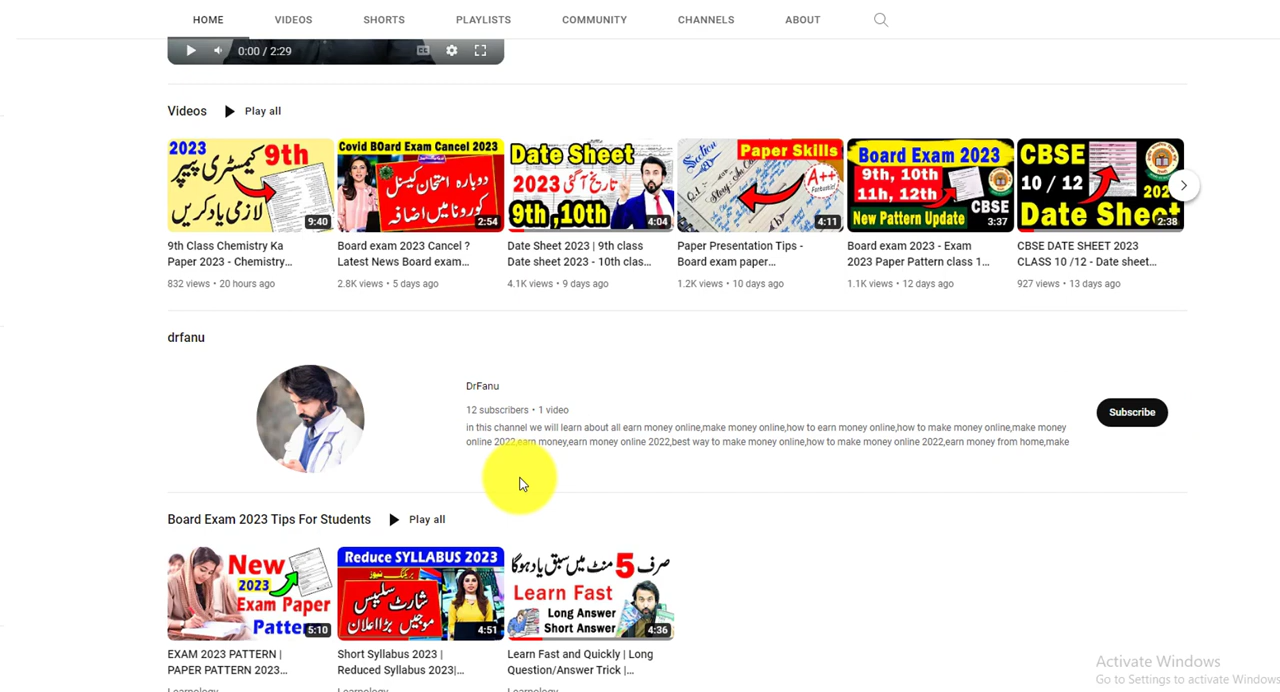 HOME VIDEOS SHORTS PLAYLISTS COMMUNITY CHANNELS ABOUT
0:00 / 2:29
Videos Play all
2023 9th
کیمسٹری پیپر
لازمی یاد کریں
9:40
Covid BOard Exam Cancel 2023
دوبارہ امتحان کینسل
کورونا میں اضافہ
2:54
Date Sheet
2023 تاریخ آگئی
9th ,10th
4:04
Paper Skills
Section
A++
4:11
Board Exam 2023
9th, 10th
11h, 12th
CBSE
New Pattern Update
3:37
CBSE
10 / 12
Date Sheet
2:38
9th Class Chemistry Ka
Paper 2023 - Chemistry...
832 views • 20 hours ago
Board exam 2023 Cancel ?
Latest News Board exam...
2.8K views • 5 days ago
Date Sheet 2023 | 9th class
Date sheet 2023 - 10th clas...
4.1K views • 9 days ago
Paper Presentation Tips -
Board exam paper...
1.2K views • 10 days ago
Board exam 2023 - Exam
2023 Paper Pattern class 1...
1.1K views • 12 days ago
CBSE DATE SHEET 2023
CLASS 10 /12 - Date sheet...
927 views • 13 days ago
drfanu
DrFanu
12 subscribers • 1 video
in this channel we will learn about all earn money online,make money online,how to earn money online,how to make money online,make money
online 2022,earn money,earn money online 2022,best way to make money online,how to make money online 2022,earn money from home,make
Subscribe
Board Exam 2023 Tips For Students Play all
New
2023
Exam Paper
5:10
Reduce SYLLABUS 2023
بریکنگ نیوز
شارٹ سلیبس
موجیں بڑا اعلان
4:51
صرف 5 منٹ میں سبق یاد ہوگا
Learn Fast
Long Answer
Short Answer
4:36
EXAM 2023 PATTERN |
PAPER PATTERN 2023...
Learnology
Short Syllabus 2023 |
Reduced Syllabus 2023|...
Learnology
Learn Fast and Quickly | Long
Question/Answer Trick |...
Learnology
Activate Windows
Go to Settings to activate Windows